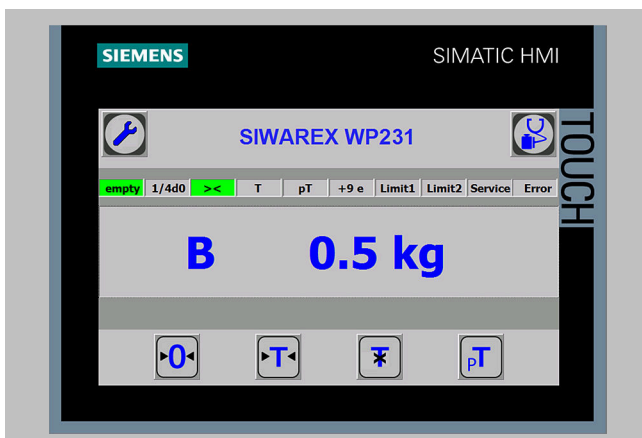 SIEMENS SIMATIC HMI
TOUCH
SIWAREX WP231
empty 1/4d0 >< T pT +9 e Limit1 Limit2 Service Error
B 0.5 kg
0 T T pT